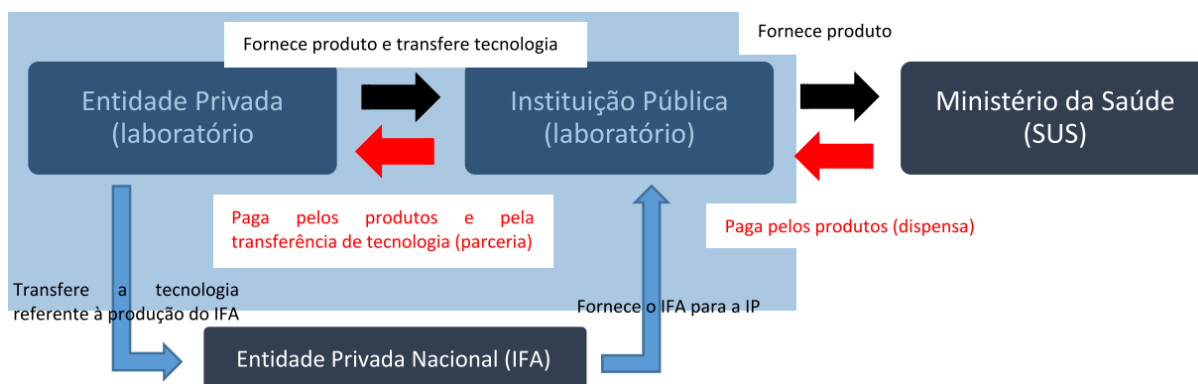 Fornece produto e transfere tecnologia
Fornece produto
Entidade Privada
(laboratório
Instituição Pública
(laboratório)
Ministério da Saúde
(SUS)
Paga pelos produtos e pela
transferência de tecnologia (parceria)
Paga pelos produtos (dispensa)
Transfere a tecnologia
referente à produção do IFA
Fornece o IFA para a IP
Entidade Privada Nacional (IFA)